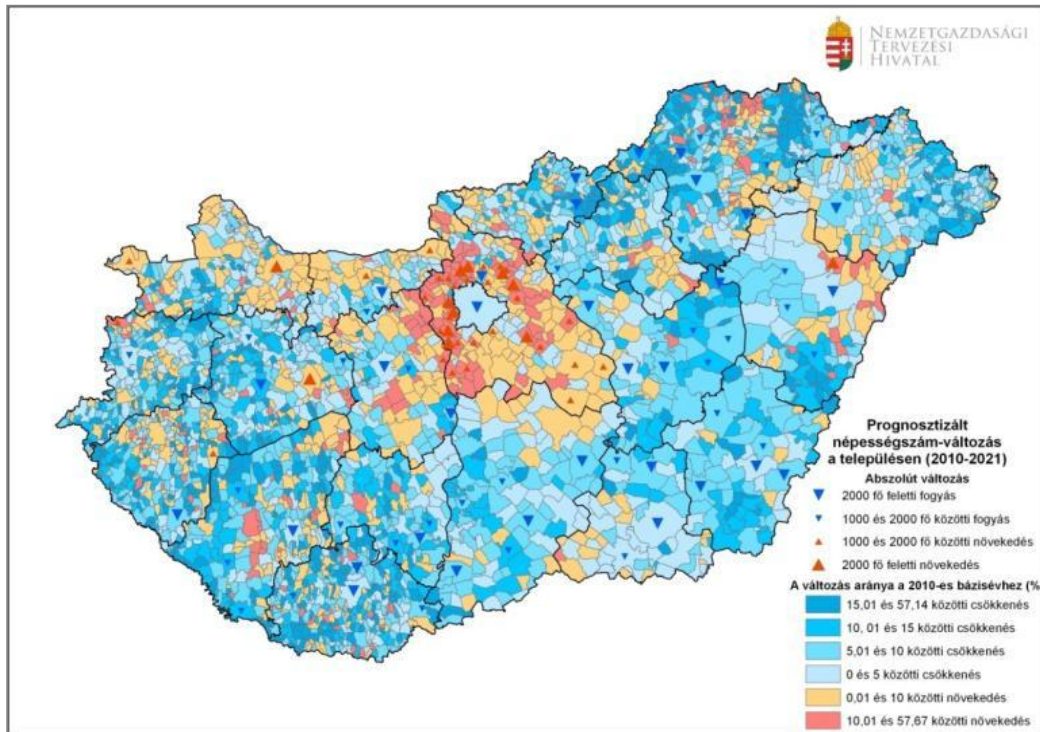 NEMZETGAZDASÁGI
TERVEZÉSI
HIVATAL
Prognosztizált
népességszám-változás
a településen (2010-2021)
Abszolút változás
2000 fő feletti fogyás
1000 és 2000 fő közötti fogyás
1000 és 2000 fő közötti növekedés
2000 fő feletti növekedés
A változás aránya a 2010-es bázisévhez (%
15,01 és 57,14 közötti csökkenés
10, 01 és 15 közötti csökkenés
5,01 és 10 közötti csökkenés
0 és 5 közötti csökkenés
0,01 és 10 közötti növekedés
10,01 és 57,67 közötti növekedés